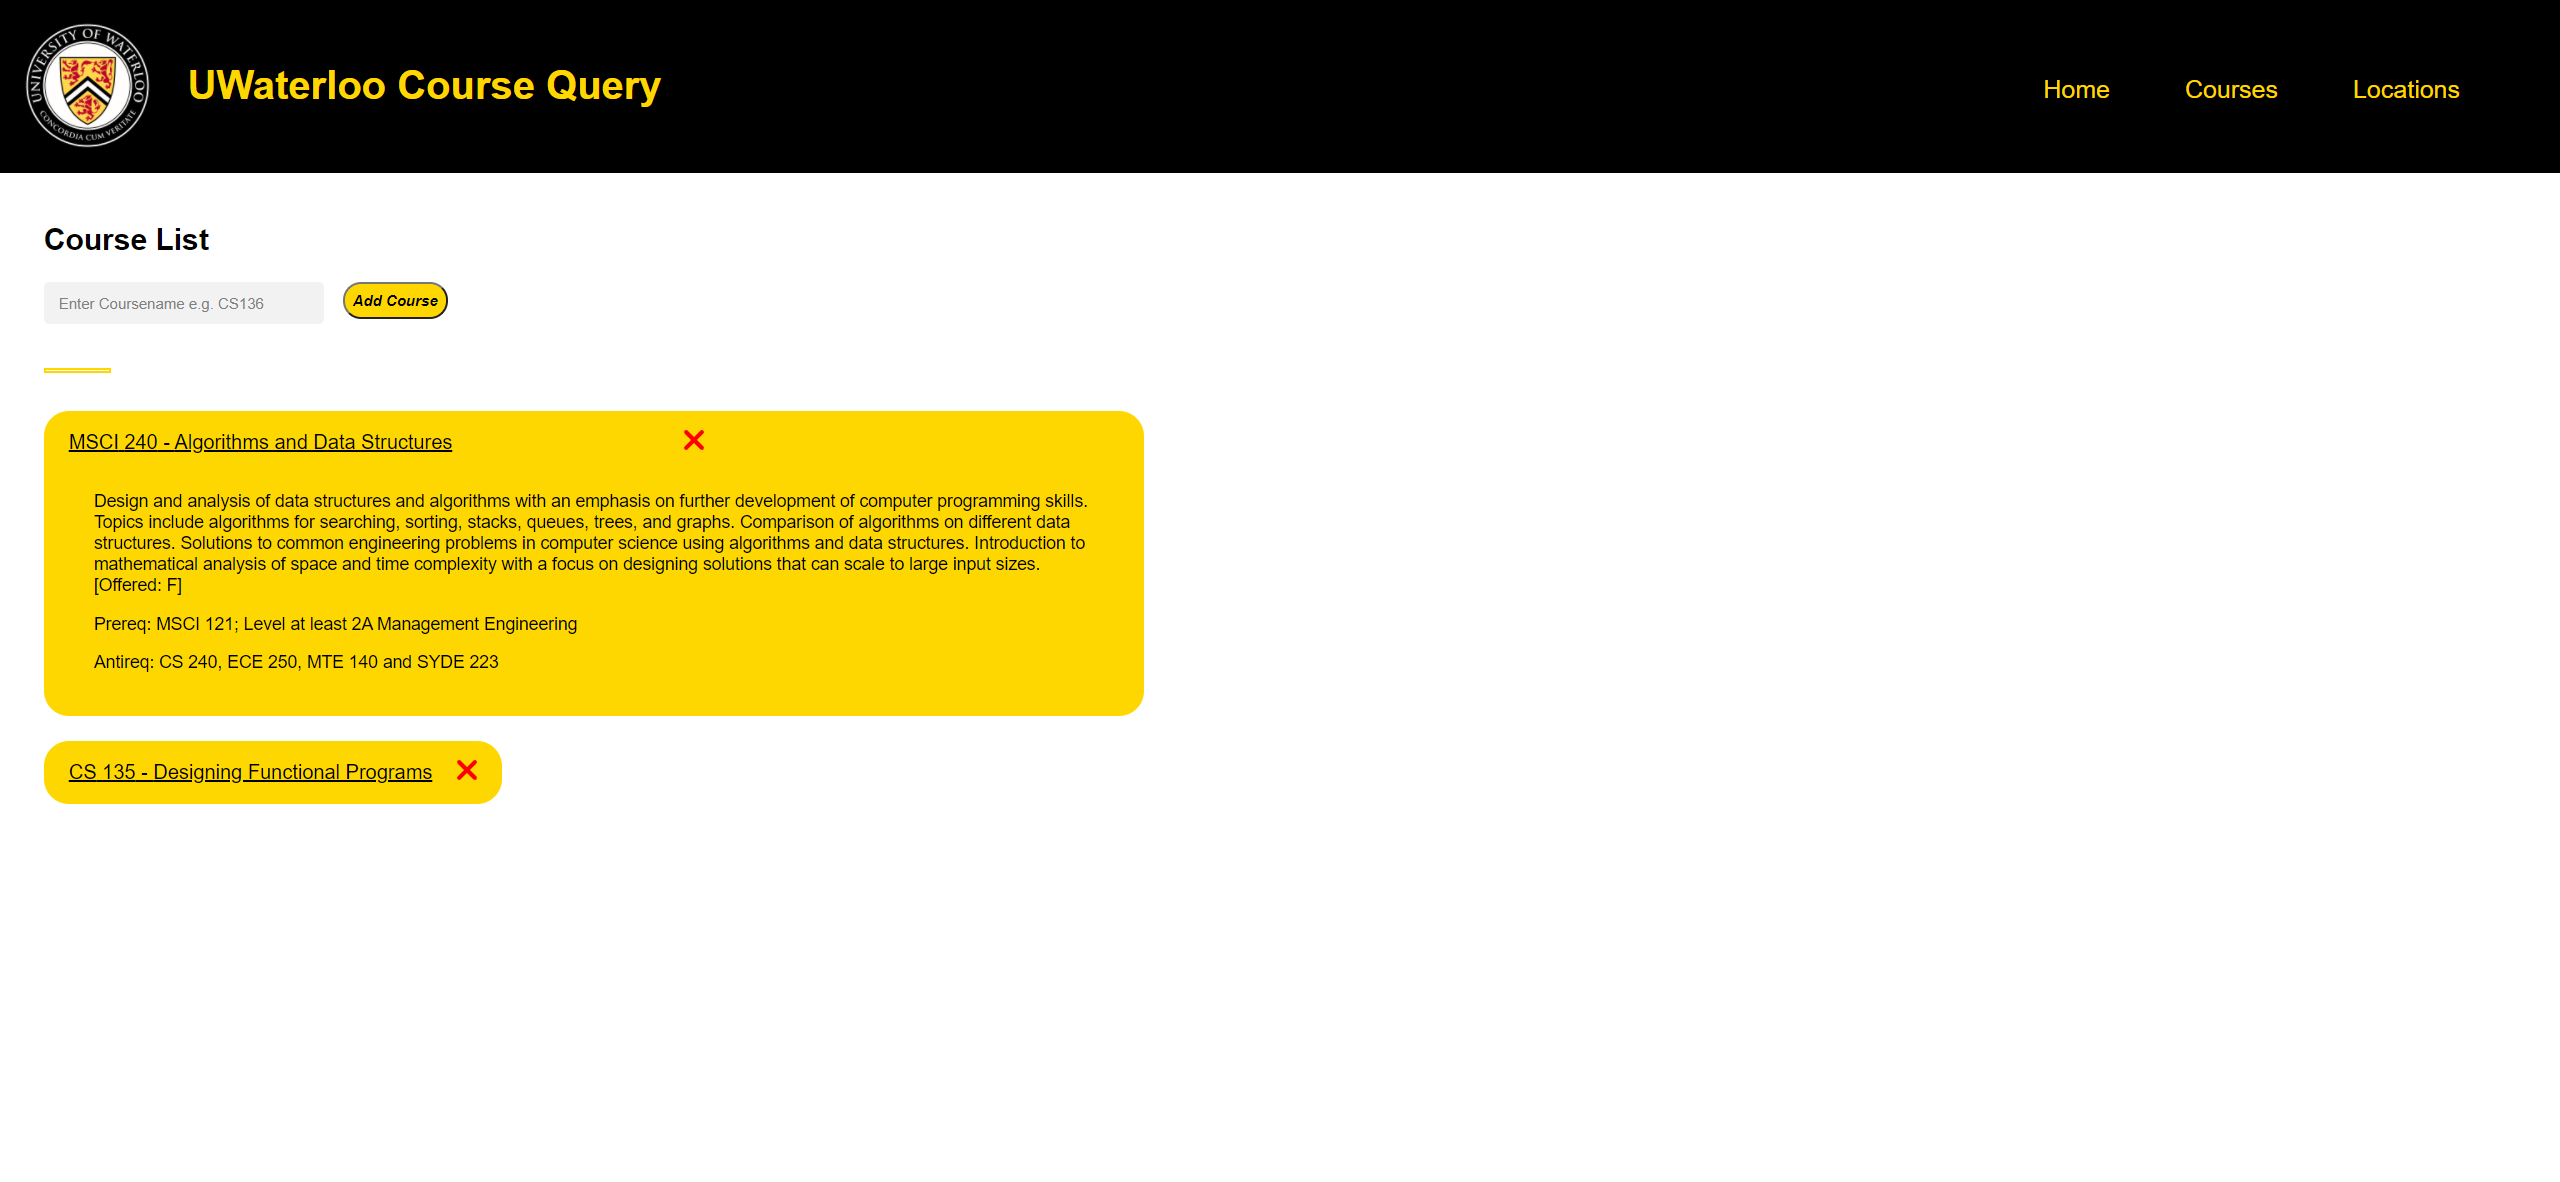 UNIVERSITY OF WATERLOO
CONCORDIA CUM VERITATE
UWaterloo Course Query
Home
Courses
Locations
Course List
Enter Coursename e.g. CS136
Add Course
MSCI 240 - Algorithms and Data Structures
Design and analysis of data structures and algorithms with an emphasis on further development of computer programming skills.
Topics include algorithms for searching, sorting, stacks, queues, trees, and graphs. Comparison of algorithms on different data
structures. Solutions to common engineering problems in computer science using algorithms and data structures. Introduction to
mathematical analysis of space and time complexity with a focus on designing solutions that can scale to large input sizes.
[Offered: F]
Prereq: MSCI 121; Level at least 2A Management Engineering
Antireq: CS 240, ECE 250, MTE 140 and SYDE 223
CS 135 - Designing Functional Programs